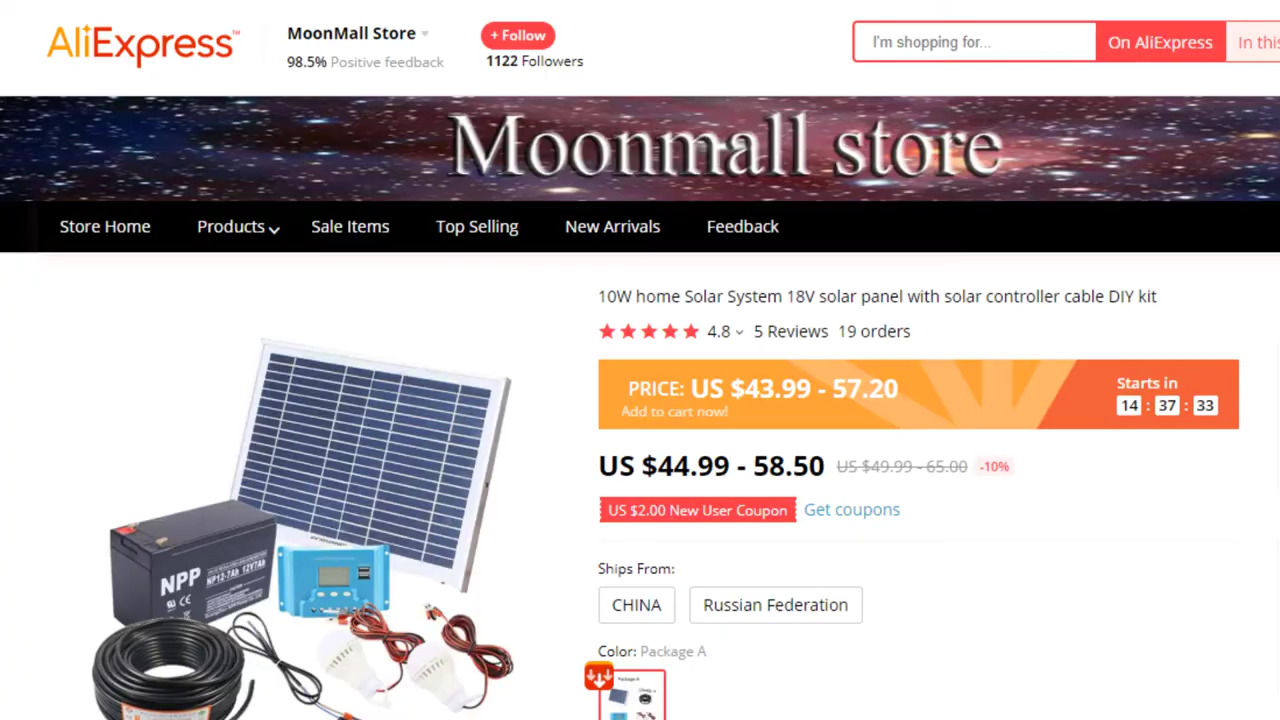 AliExpress™
MoonMall Store
+ Follow
98.5% Positive feedback
1122 Followers
I'm shopping for...
On AliExpress
In this
Moonmall store
Store Home
Products
Sale Items
Top Selling
New Arrivals
Feedback
10W home Solar System 18V solar panel with solar controller cable DIY kit
4.8
5 Reviews
19 orders
PRICE: US $43.99 - 57.20
Add to cart now!
Starts in
14 : 37 : 33
US $44.99 - 58.50
US $49.99 - 65.00
-10%
US $2.00 New User Coupon
Get coupons
Ships From:
CHINA
Russian Federation
Color: Package A
Package A
NPP
NP12-7Ah 12V7Ah